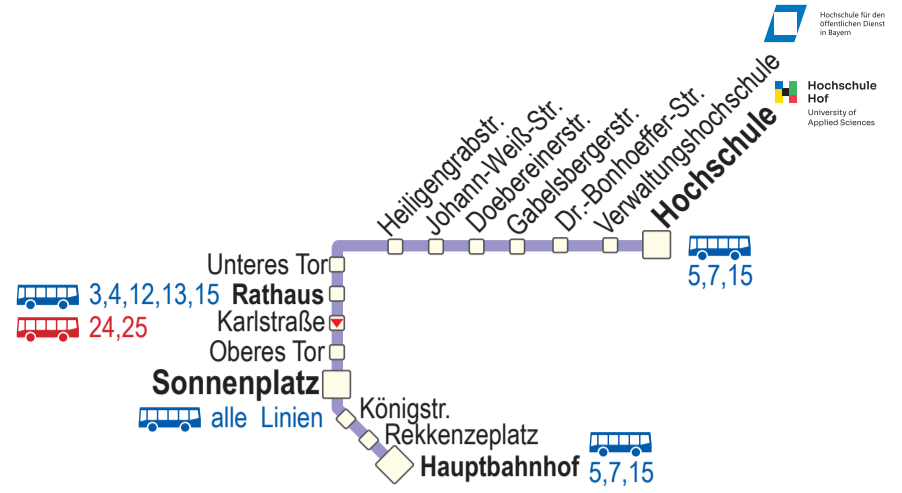 Hochschule für den
öffentlichen Dienst
in Bayern
Hochschule
Hof
University of
Applied Sciences
Heiligengrabstr.
Johann-Weiß-Str.
Doebereinerstr.
Gabelsbergerstr.
Dr.-Bonhoeffer-Str.
Verwaltungshochschule
Hochschule
5,7,15
Unteres Tor
3,4,12,13,15 Rathaus
24,25
Karlstraße
Oberes Tor
Sonnenplatz
alle Linien
Königstr.
Rekkenzeplatz
Hauptbahnhof
5,7,15